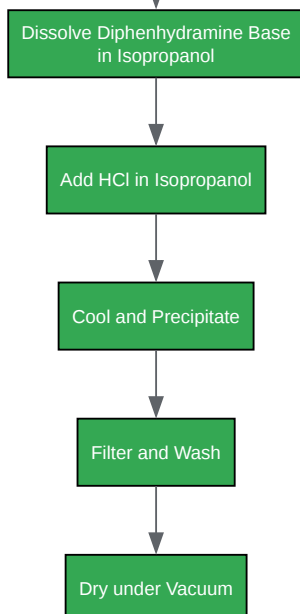 Dissolve Diphenhydramine Base
in Isopropanol
Add HCl in Isopropanol
Cool and Precipitate
Filter and Wash
Dry under Vacuum